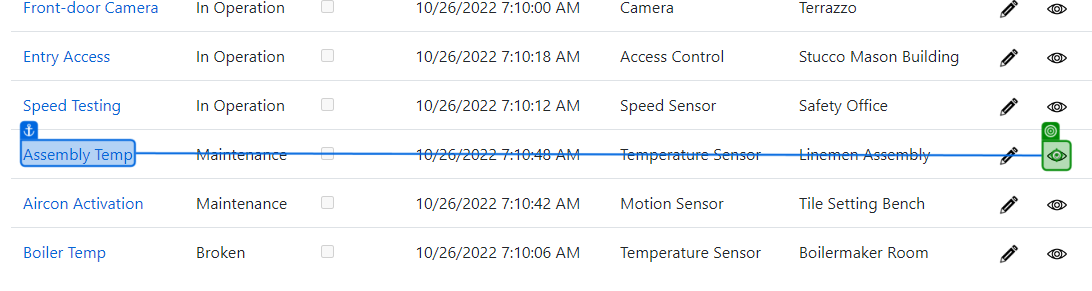 Front-door Camera In Operation 10/26/2022 7:10:00 AM Camera Terrazzo
Entry Access In Operation 10/26/2022 7:10:18 AM Access Control Stucco Mason Building
Speed Testing In Operation 10/26/2022 7:10:12 AM Speed Sensor Safety Office
Assembly Temp Maintenance 10/26/2022 7:10:48 AM Temperature Sensor Linemen Assembly
Aircon Activation Maintenance 10/26/2022 7:10:42 AM Motion Sensor Tile Setting Bench
Boiler Temp Broken 10/26/2022 7:10:06 AM Temperature Sensor Boilermaker Room